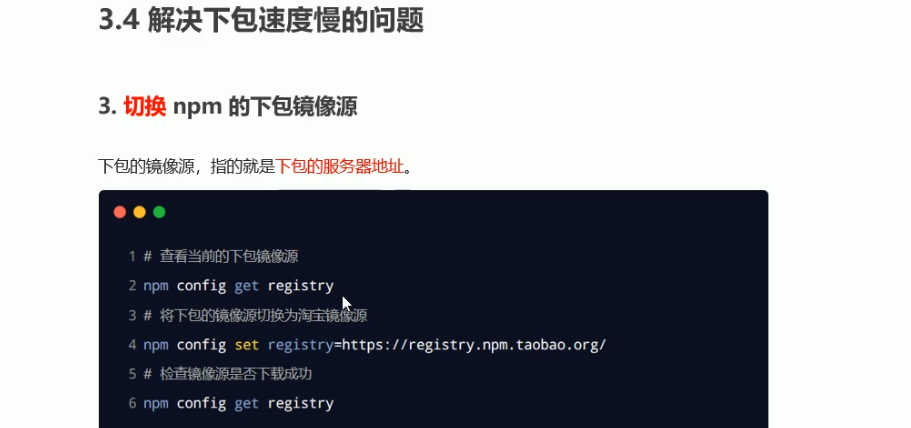 3.4 解决下包速度慢的问题
3. 切换 npm 的下包镜像源
下包的镜像源，指的就是下包的服务器地址。
1 # 查看当前的下包镜像源
2 npm config get registry
3 # 将下包的镜像源切换为淘宝镜像源
4 npm config set registry=https://registry.npm.taobao.org/
5 # 检查镜像源是否下载成功
6 npm config get registry